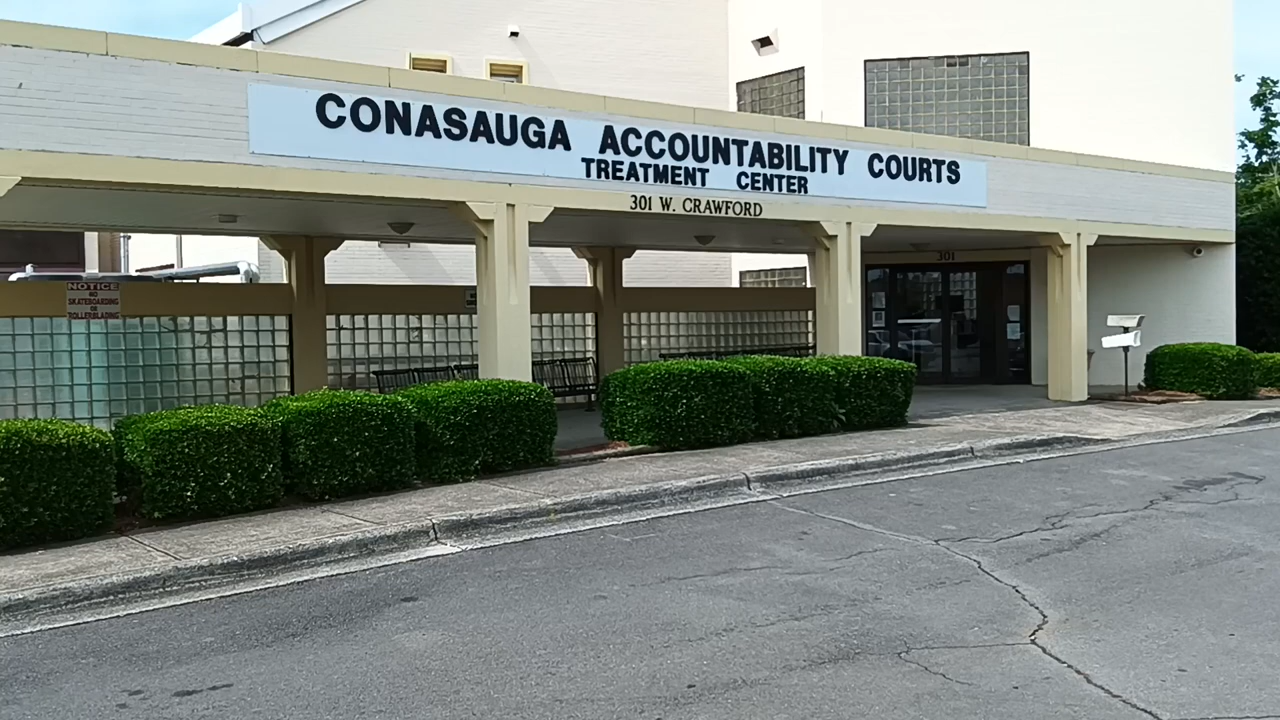 CONASAUGA ACCOUNTABILITY COURTS
TREATMENT CENTER
301 W. CRAWFORD
301
NOTICE
NO
SKATEBOARDING
OR
ROLLERBLADING